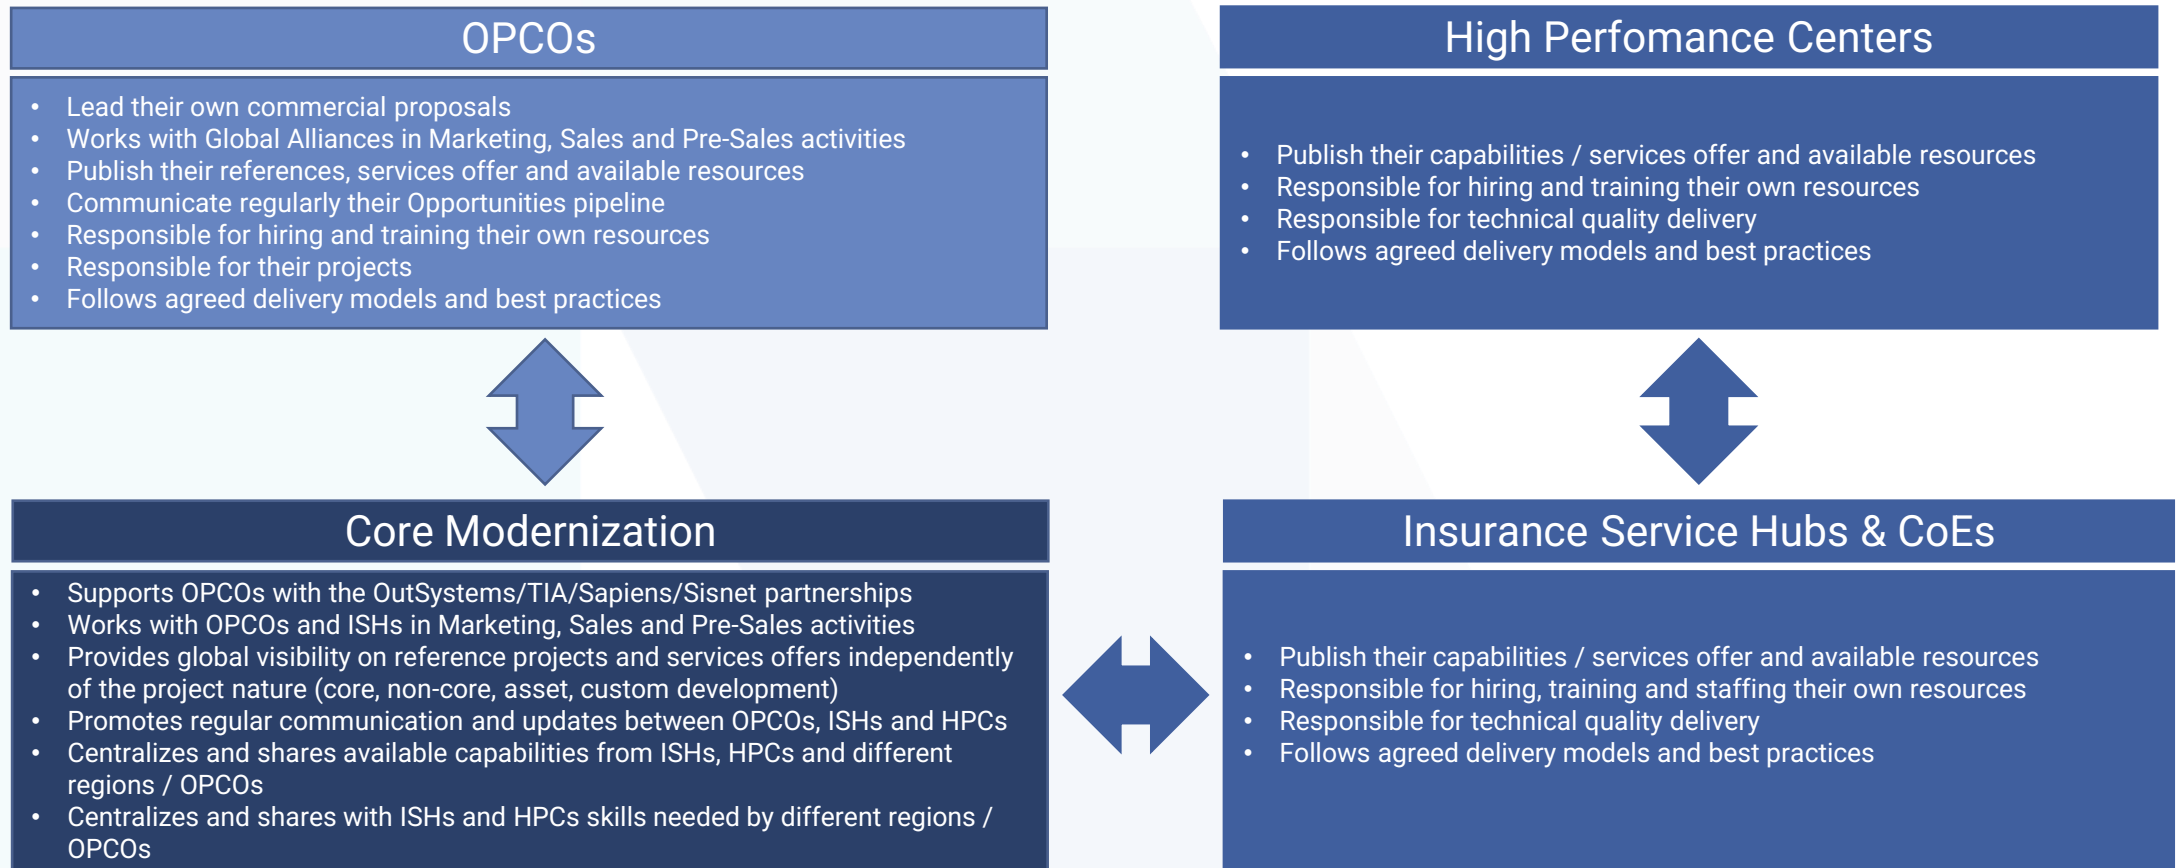 OPCOs
• Lead their own commercial proposals
• Works with Global Alliances in Marketing, Sales and Pre-Sales activities
• Publish their references, services offer and available resources
• Communicate regularly their Opportunities pipeline
• Responsible for hiring and training their own resources
• Responsible for their projects
• Follows agreed delivery models and best practices
High Perfomance Centers
• Publish their capabilities / services offer and available resources
• Responsible for hiring and training their own resources
• Responsible for technical quality delivery
• Follows agreed delivery models and best practices
Core Modernization
• Supports OPCOs with the OutSystems/TIA/Sapiens/Sisnet partnerships
• Works with OPCOs and ISHs in Marketing, Sales and Pre-Sales activities
• Provides global visibility on reference projects and services offers independently
of the project nature (core, non-core, asset, custom development)
• Promotes regular communication and updates between OPCOs, ISHs and HPCs
• Centralizes and shares available capabilities from ISHs, HPCs and different
regions / OPCOs
• Centralizes and shares with ISHs and HPCs skills needed by different regions /
OPCOs
Insurance Service Hubs & CoEs
• Publish their capabilities / services offer and available resources
• Responsible for hiring, training and staffing their own resources
• Responsible for technical quality delivery
• Follows agreed delivery models and best practices